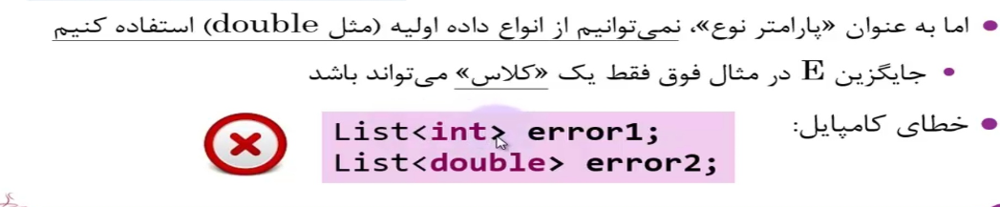 • اما به عنوان «پارامتر نوع»، نمی‌توانیم از انواع داده اولیه (مثل double) استفاده کنیم
• جایگزین E در مثال فوق فقط یک «کلاس» می‌تواند باشد
• خطای کامپایل:
List<int> error1;
List<double> error2;